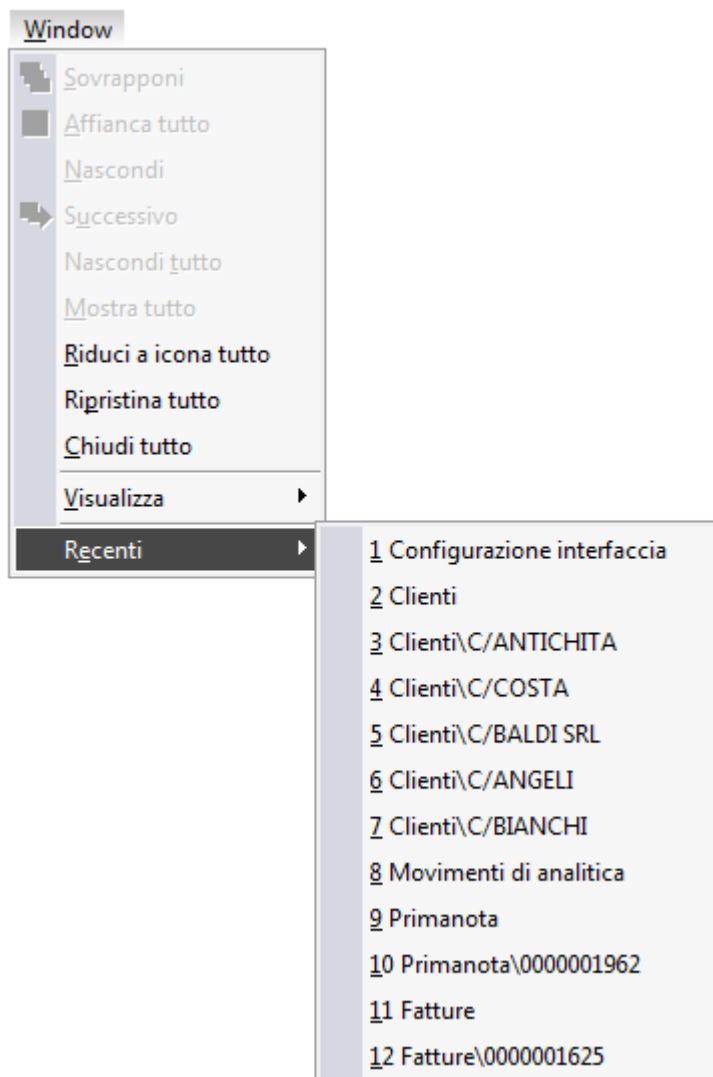 Window
Sovrapponi
Affianca tutto
Nascondi
Successivo
Nascondi tutto
Mostra tutto
Riduci a icona tutto
Ripristina tutto
Chiudi tutto
Visualizza
Recenti
1 Configurazione interfaccia
2 Clienti
3 Clienti\C/ANTICHITA
4 Clienti\C/COSTA
5 Clienti\C/BALDI SRL
6 Clienti\C/ANGELI
7 Clienti\C/BIANCHI
8 Movimenti di analitica
9 Primanota
10 Primanota\0000001962
11 Fatture
12 Fatture\0000001625